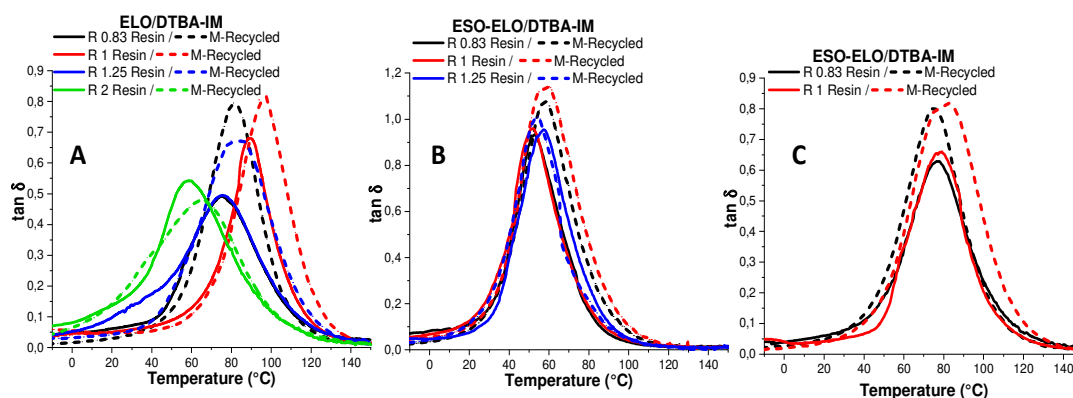 ELO/DTBA-IM
R 0.83 Resin / M-Recycled
R 1 Resin / M-Recycled
R 1.25 Resin / M-Recycled
R 2 Resin / M-Recycled
0,8
0,7
0,6
0,5
0,4
0,3
0,2
0,1
0,0
tan δ
A
0 20 40 60 80 100 120 140
Temperature (°C)
ESO-ELO/DTBA-IM
R 0.83 Resin / M-Recycled
R 1 Resin / M-Recycled
R 1.25 Resin / M-Recycled
1,2
1,0
0,8
0,6
0,4
0,2
0,0
tan δ
B
0 20 40 60 80 100 120 140
Temperature (°C)
ESO-ELO/DTBA-IM
R 0.83 Resin / M-Recycled
R 1 Resin / M-Recycled
0,8
0,7
0,6
0,5
0,4
0,3
0,2
0,1
0,0
tan δ
C
0 20 40 60 80 100 120 140
Temperature (°C)